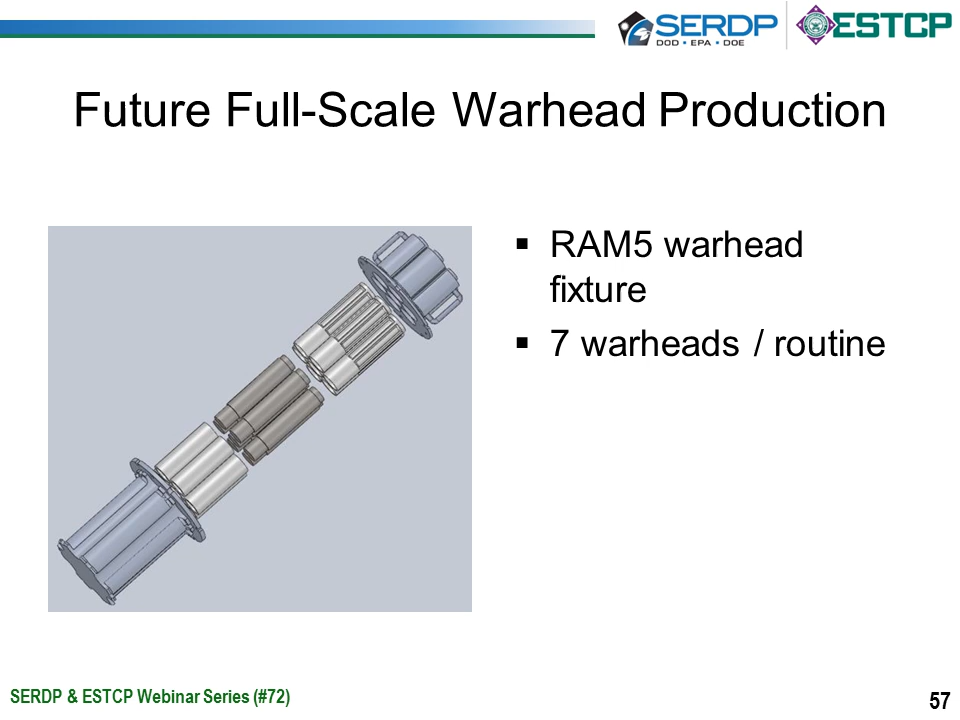 SERDP
DOD • EPA • DOE
ESTCP
Future Full-Scale Warhead Production
▪ RAM5 warhead
fixture
▪ 7 warheads / routine
SERDP & ESTCP Webinar Series (#72)
57